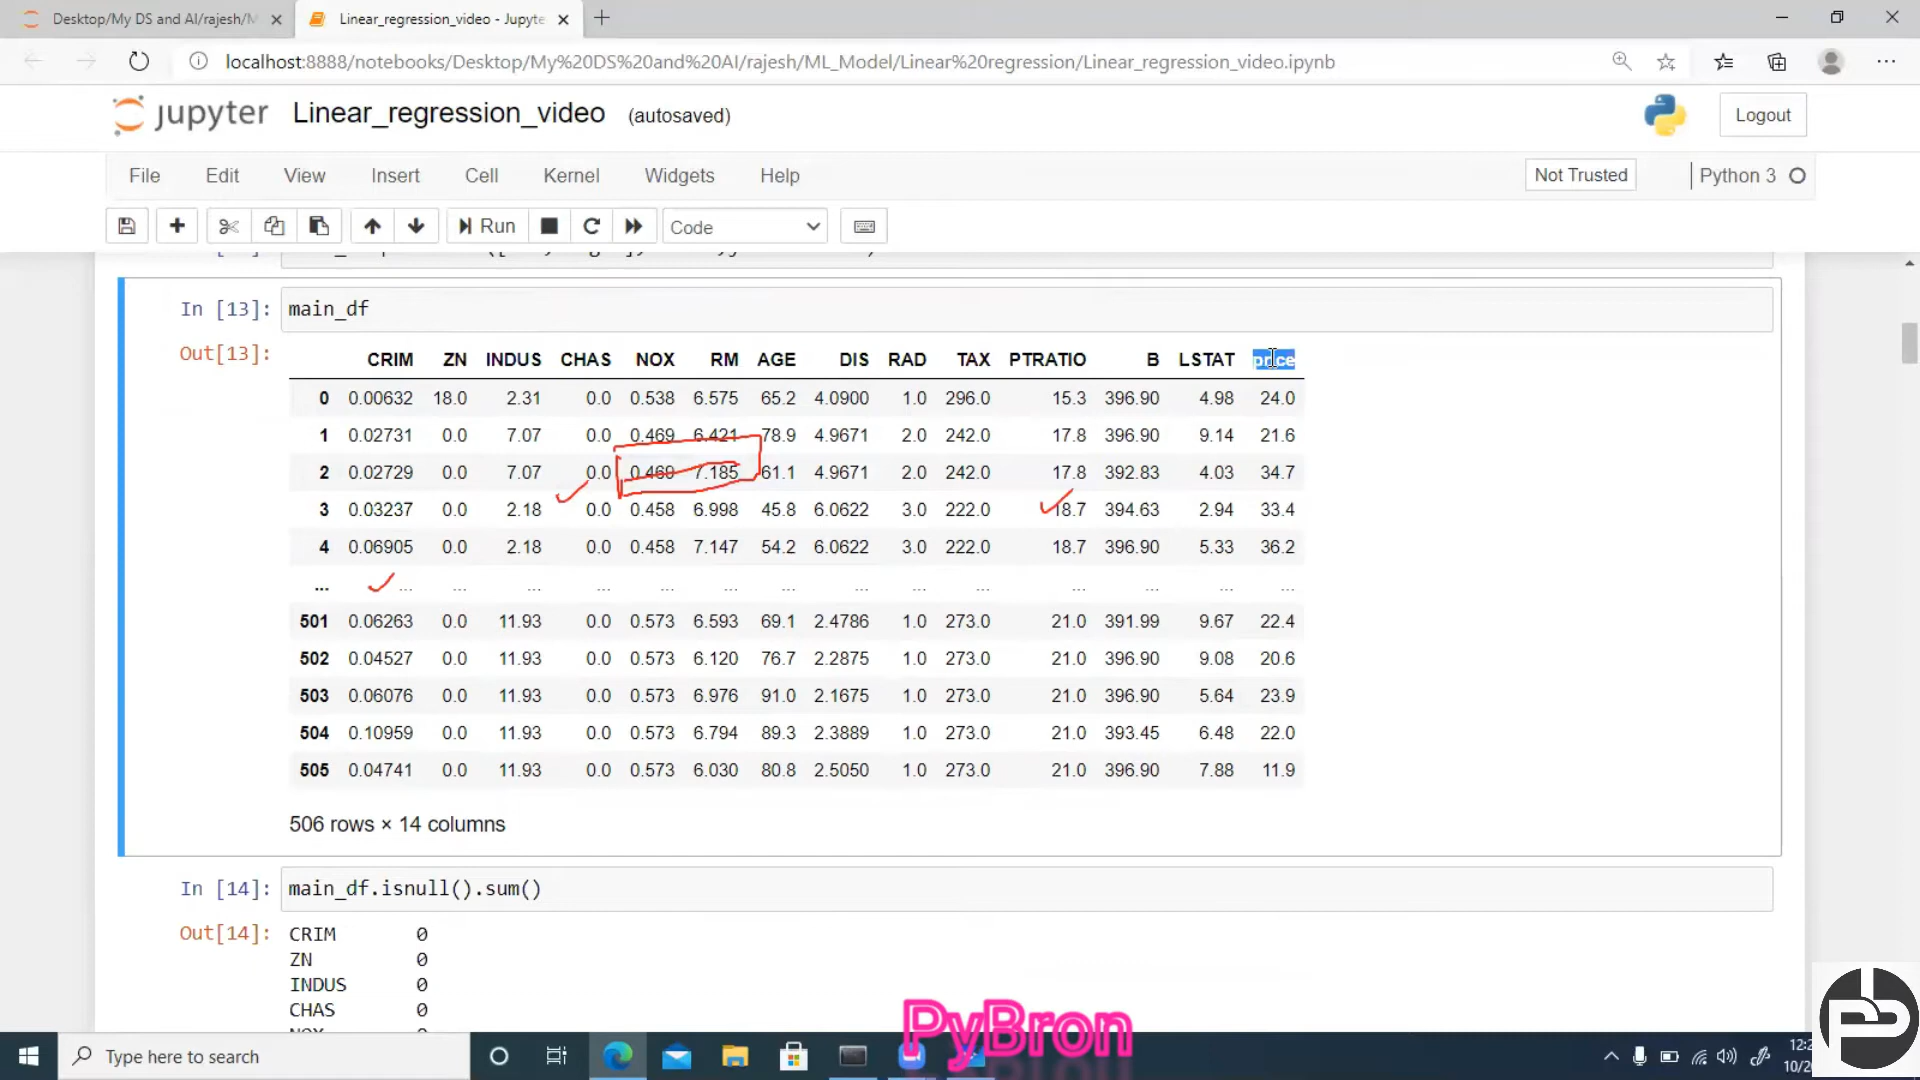 Desktop/My DS and AI/rajesh/M
Linear_regression_video - Jupyte
localhost:8888/notebooks/Desktop/My%20DS%20and%20AI/rajesh/ML_Model/Linear%20regression/Linear_regression_video.ipynb
jupyter Linear_regression_video (autosaved)
Logout
File Edit View Insert Cell Kernel Widgets Help
Not Trusted
Python 3
Run
Code
In [13]: main_df
Out[13]:
CRIM ZN INDUS CHAS NOX RM AGE DIS RAD TAX PTRATIO B LSTAT price
0 0.00632 18.0 2.31 0.0 0.538 6.575 65.2 4.0900 1.0 296.0 15.3 396.90 4.98 24.0
1 0.02731 0.0 7.07 0.0 0.469 6.421 78.9 4.9671 2.0 242.0 17.8 396.90 9.14 21.6
2 0.02729 0.0 7.07 0.0 0.469 7.185 61.1 4.9671 2.0 242.0 17.8 392.83 4.03 34.7
3 0.03237 0.0 2.18 0.0 0.458 6.998 45.8 6.0622 3.0 222.0 18.7 394.63 2.94 33.4
4 0.06905 0.0 2.18 0.0 0.458 7.147 54.2 6.0622 3.0 222.0 18.7 396.90 5.33 36.2
... ... ... ... ... ... ... ... ... ... ... ... ... ... ...
501 0.06263 0.0 11.93 0.0 0.573 6.593 69.1 2.4786 1.0 273.0 21.0 391.99 9.67 22.4
502 0.04527 0.0 11.93 0.0 0.573 6.120 76.7 2.2875 1.0 273.0 21.0 396.90 9.08 20.6
503 0.06076 0.0 11.93 0.0 0.573 6.976 91.0 2.1675 1.0 273.0 21.0 396.90 5.64 23.9
504 0.10959 0.0 11.93 0.0 0.573 6.794 89.3 2.3889 1.0 273.0 21.0 393.45 6.48 22.0
505 0.04741 0.0 11.93 0.0 0.573 6.030 80.8 2.5050 1.0 273.0 21.0 396.90 7.88 11.9
506 rows × 14 columns
In [14]: main_df.isnull().sum()
Out[14]:
CRIM 0
ZN 0
INDUS 0
CHAS 0
PyBron
Type here to search